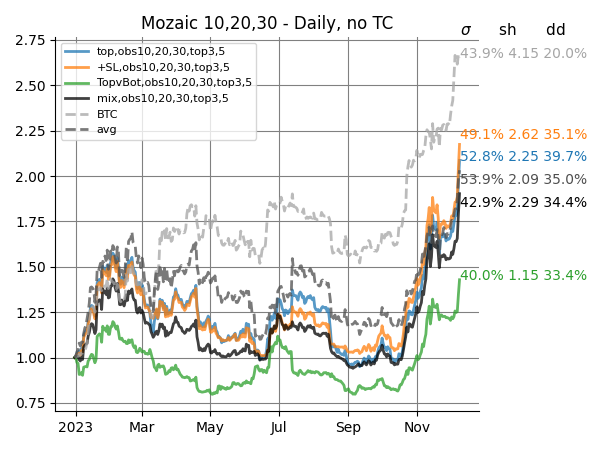 Mozaic 10,20,30 - Daily, no TC
σ sh dd
top,obs10,20,30,top3,5
+SL,obs10,20,30,top3,5
TopvBot,obs10,20,30,top3,5
mix,obs10,20,30,top3,5
BTC
avg
43.9% 4.15 20.0%
49.1% 2.62 35.1%
52.8% 2.25 39.7%
53.9% 2.09 35.0%
42.9% 2.29 34.4%
40.0% 1.15 33.4%
2.75
2.50
2.25
2.00
1.75
1.50
1.25
1.00
0.75
2023 Mar May Jul Sep Nov